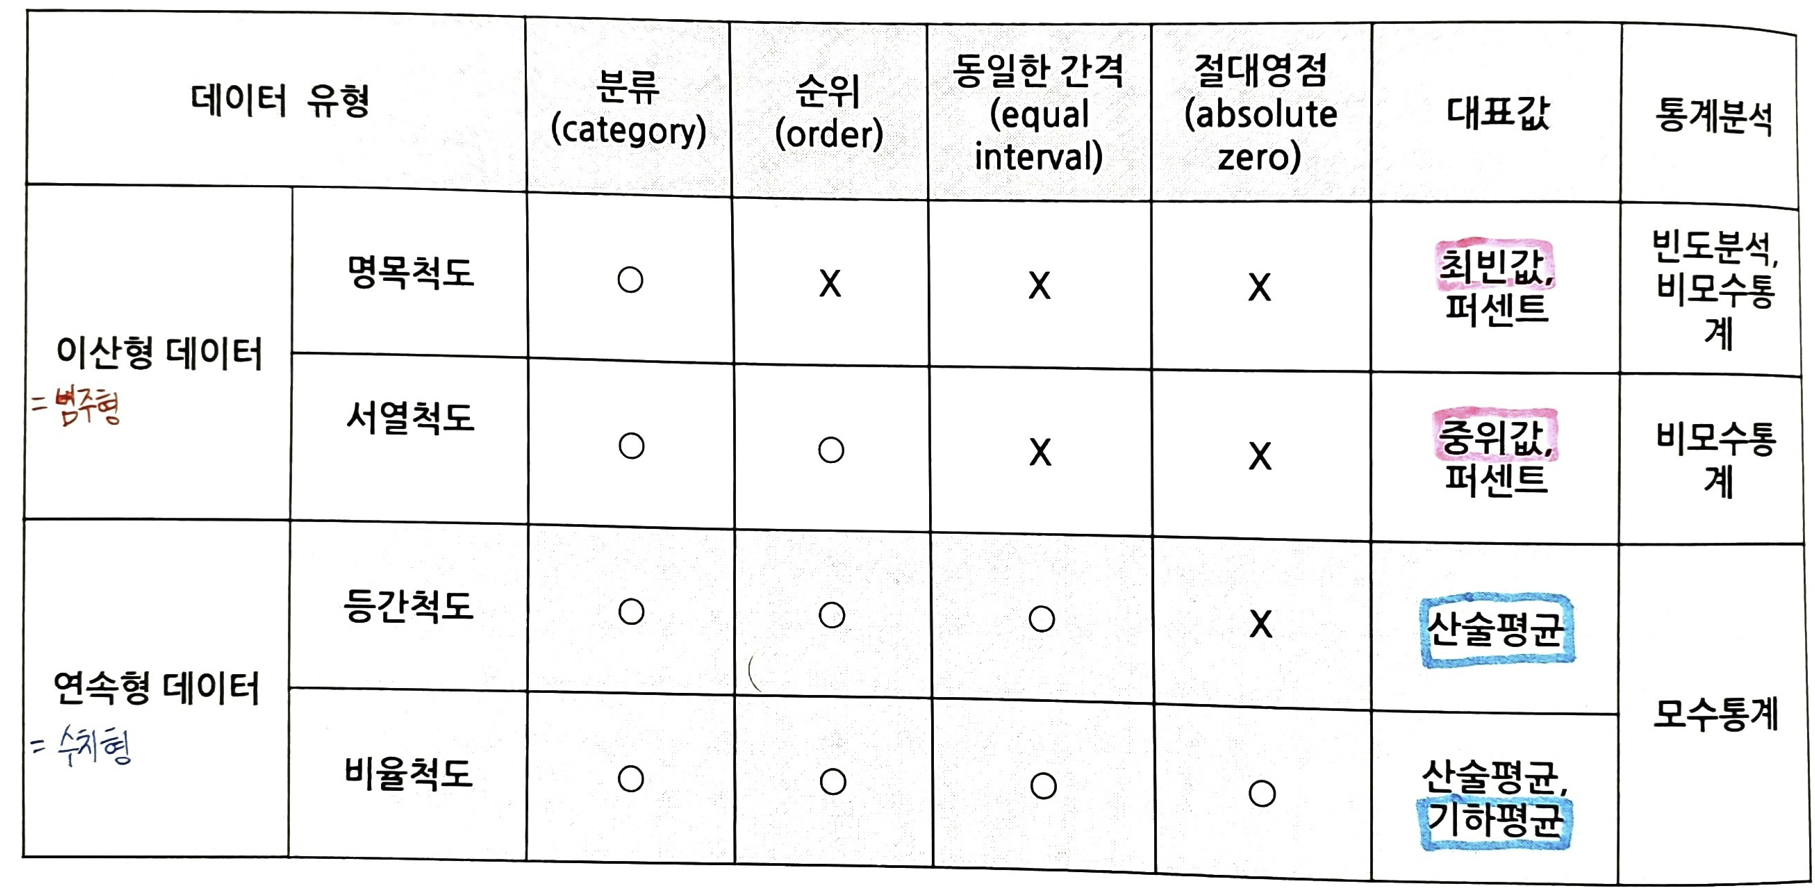 데이터 유형
분류
(category)
순위
(order)
동일한 간격
(equal
interval)
절대영점
(absolute
zero)
대표값
통계분석
이산형 데이터
= 범주형
명목척도
○
X
X
X
최빈값,
퍼센트
빈도분석,
비모수통
계
서열척도
○
○
X
X
중위값,
퍼센트
비모수통
계
연속형 데이터
= 수치형
등간척도
○
○
○
X
산술평균
모수통계
비율척도
○
○
○
○
산술평균,
기하평균